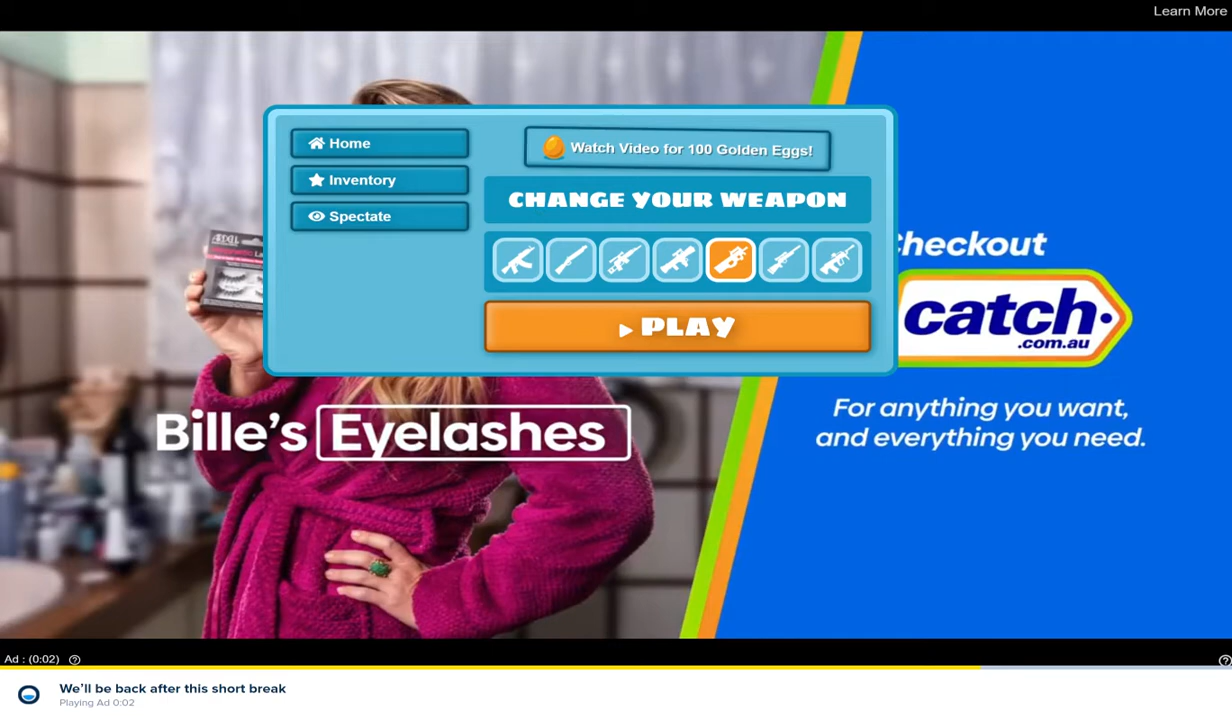 Learn More
Home
Watch Video for 100 Golden Eggs!
Inventory
CHANGE YOUR WEAPON
Spectate
PLAY
Checkout
catch
.com.au
For anything you want,
and everything you need.
ARDELL
Bille's Eyelashes
Ad : (0:02)
We'll be back after this short break
Playing Ad 0:02